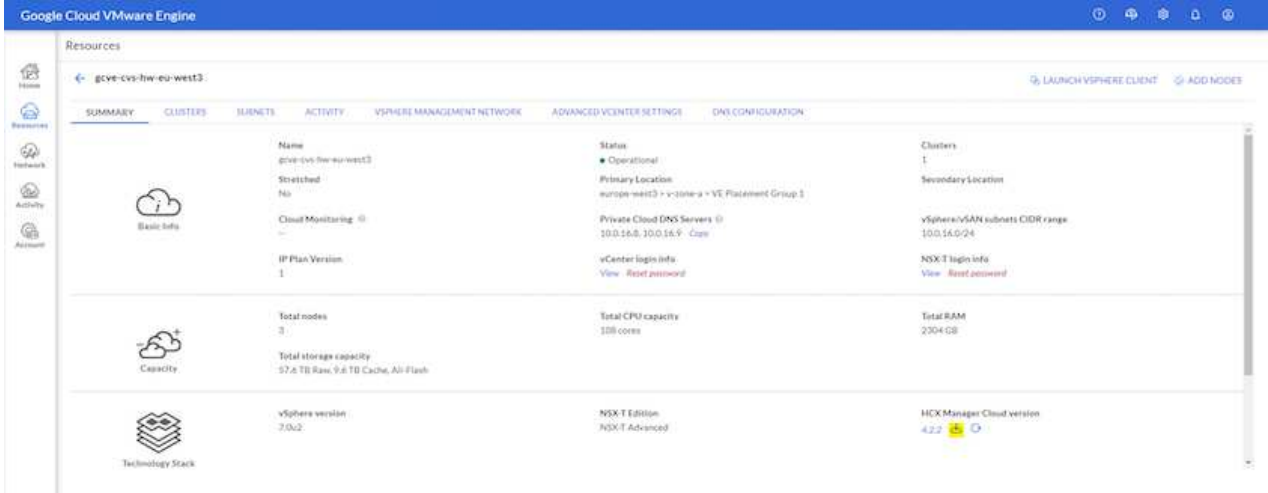 Google Cloud VMware Engine
Resources
Home
gcve-cvs-hw-eu-west3
LAUNCH VSPHERE CLIENT
ADD NODES
Resources
SUMMARY
CLUSTERS
SUBNETS
ACTIVITY
VSPHERE MANAGEMENT NETWORK
ADVANCED VCENTER SETTINGS
DNS CONFIGURATION
Network
Activity
Account
Basic Info
Name
gcve-cvs-hw-eu-west3
Status
Operational
Clusters
1
Stretched
No
Primary Location
europe-west3 > v-zone-a > VE Placement Group 1
Secondary Location
Cloud Monitoring
--
Private Cloud DNS Servers
10.0.16.8, 10.0.16.9 Copy
vSphere/vSAN subnets CIDR range
10.0.16.0/24
IP Plan Version
1
vCenter login info
View Reset password
NSX-T login info
View Reset password
Capacity
Total nodes
3
Total CPU capacity
108 cores
Total RAM
2304 GB
Total storage capacity
57.6 TB Raw, 9.6 TB Cache, All-Flash
Technology Stack
vSphere version
7.0u2
NSX-T Edition
NSX-T Advanced
HCX Manager Cloud version
4.2.2